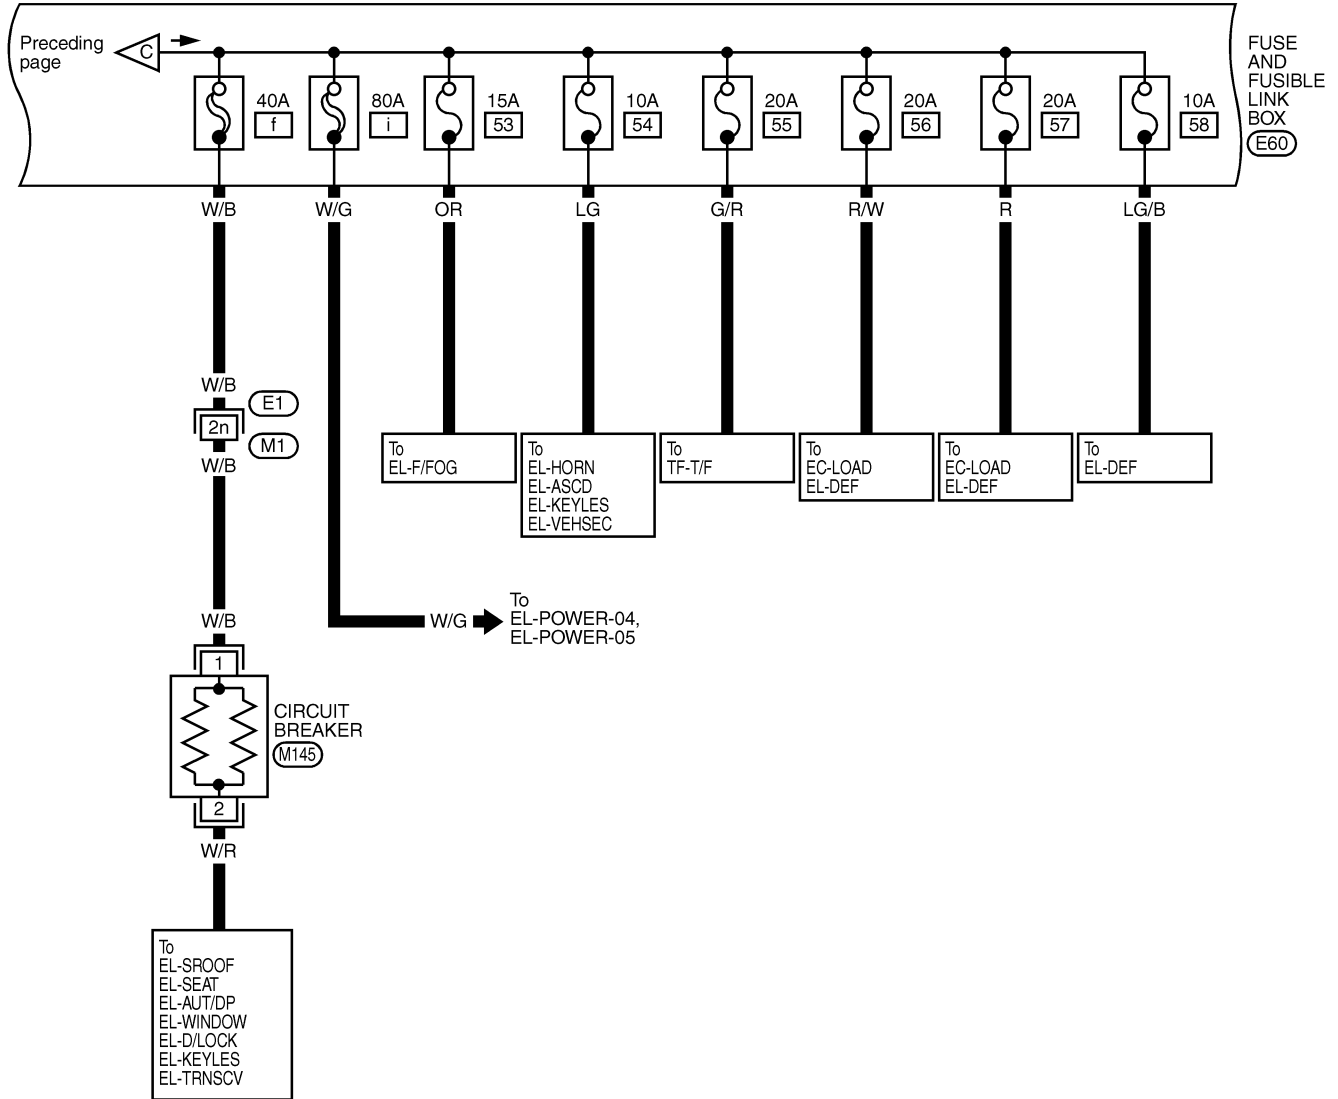 Preceding
page
C
40A
f
80A
i
15A
53
10A
54
20A
55
20A
56
20A
57
10A
58
FUSE
AND
FUSIBLE
LINK
BOX
E60
W/B
W/G
OR
LG
G/R
R/W
R
LG/B
W/B
E1
2n
M1
W/B
To
EL-F/FOG
To
EL-HORN
EL-ASCD
EL-KEYLES
EL-VEHSEC
To
TF-T/F
To
EC-LOAD
EL-DEF
To
EC-LOAD
EL-DEF
To
EL-DEF
W/B
W/G
To
EL-POWER-04,
EL-POWER-05
1
CIRCUIT
BREAKER
M145
2
W/R
To
EL-SROOF
EL-SEAT
EL-AUT/DP
EL-WINDOW
EL-D/LOCK
EL-KEYLES
EL-TRNSCV